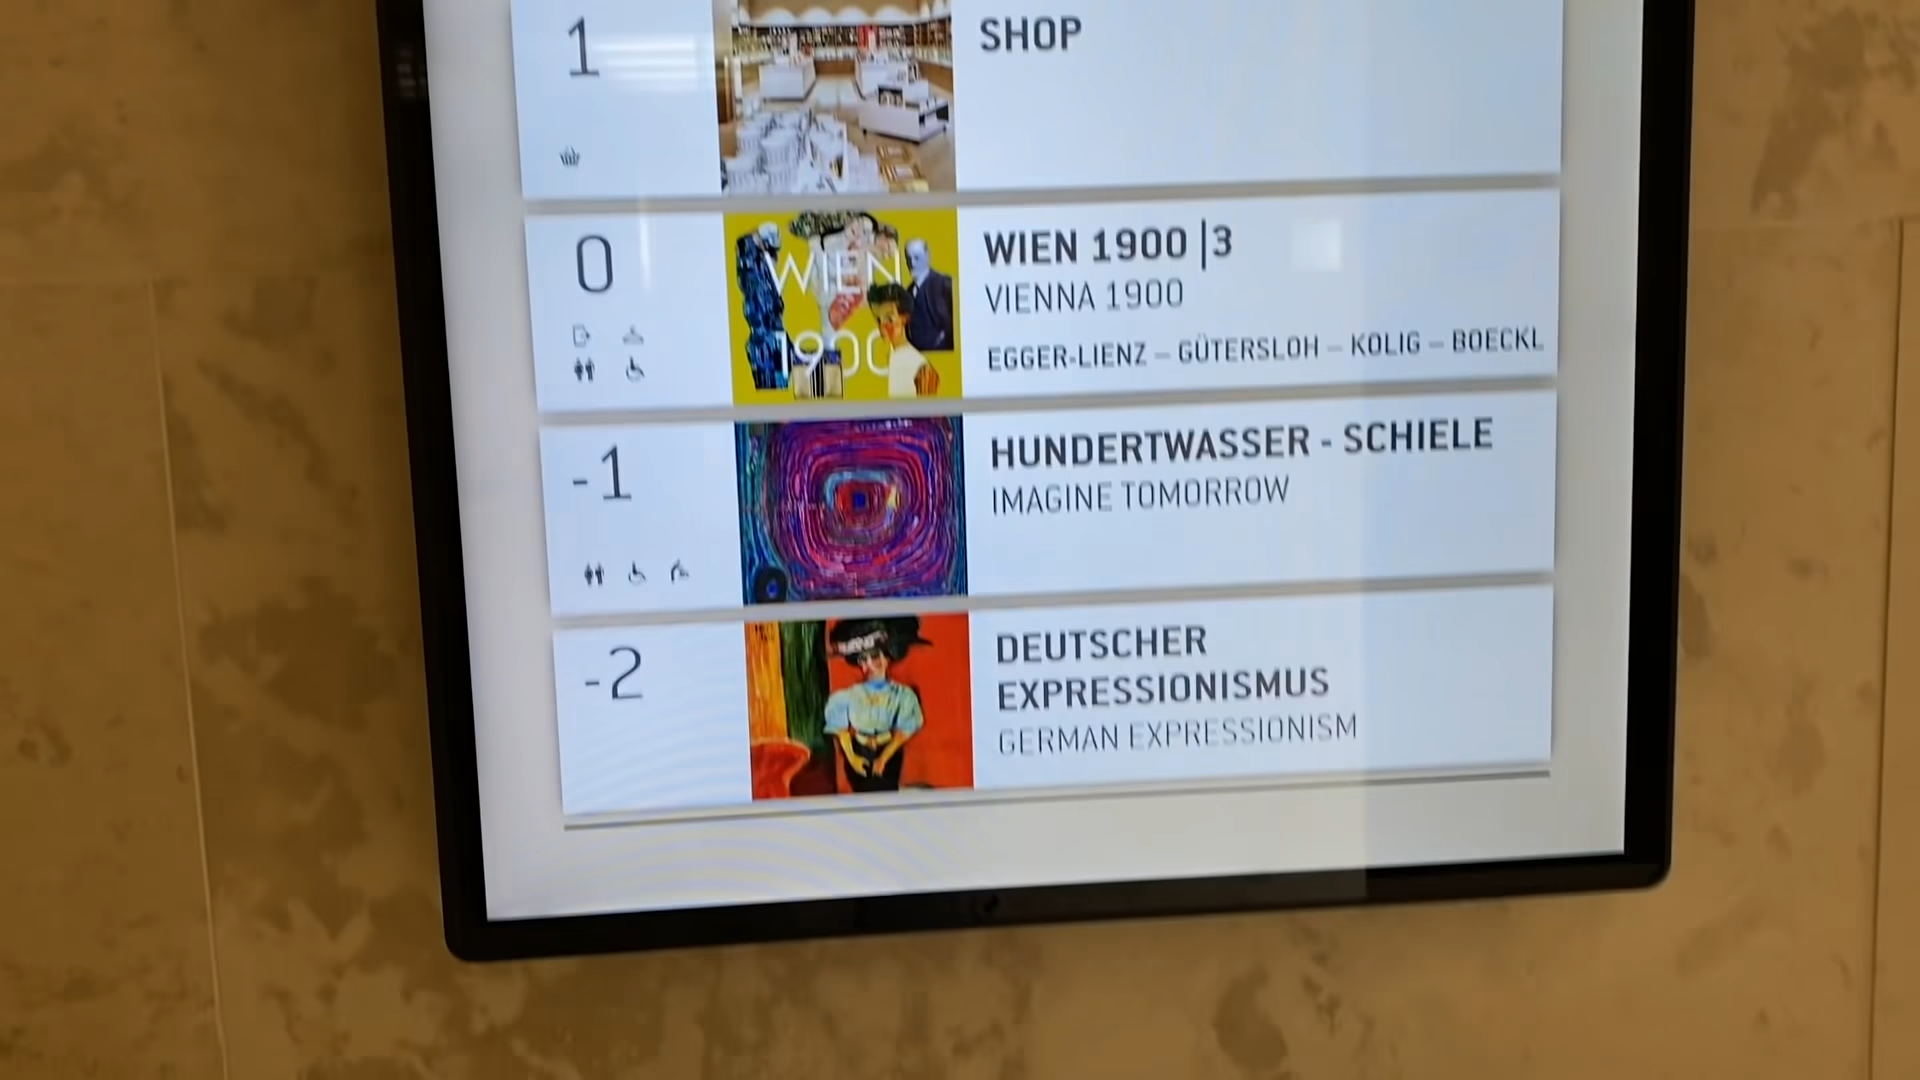 1
SHOP
0
WIEN
1900
WIEN 1900 |3
VIENNA 1900
EGGER-LIENZ – GÜTERSLOH – KOLIG – BOECKL
-1
HUNDERTWASSER - SCHIELE
IMAGINE TOMORROW
-2
DEUTSCHER
EXPRESSIONISMUS
GERMAN EXPRESSIONISM